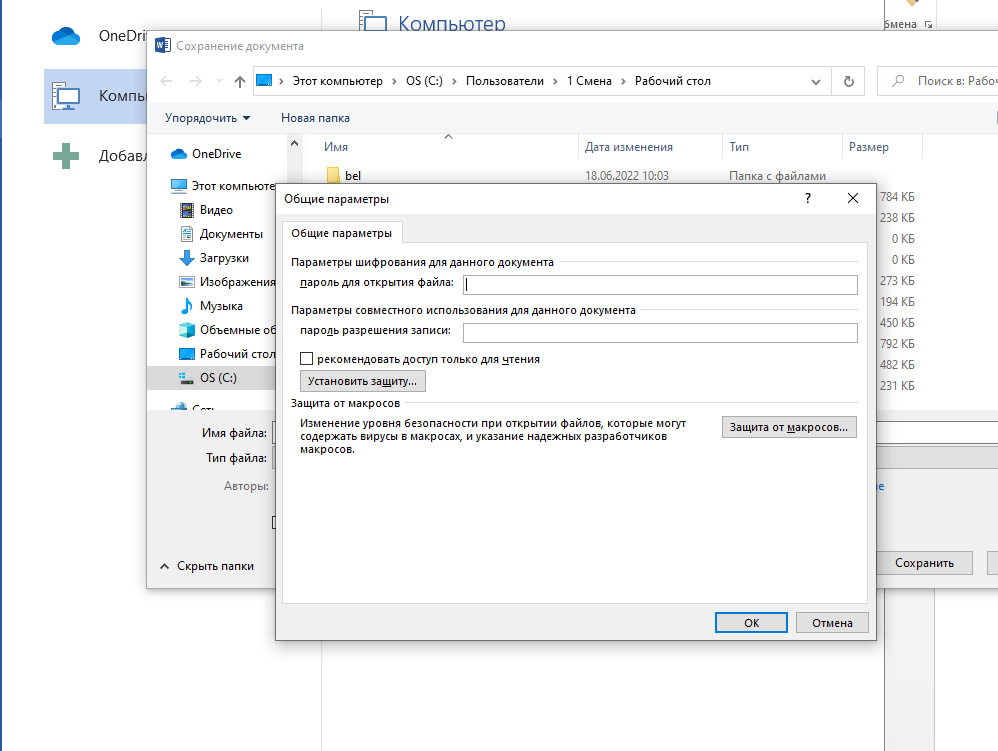 Компьютер
OneDri
Компь
Добавл
бмена
Сохранение документа
Этот компьютер > OS (C:) > Пользователи > 1 Смена > Рабочий стол
Поиск в: Рабоч
Упорядочить
Новая папка
OneDrive
Этот компьюте
Видео
Документы
Загрузки
Изображения
Музыка
Объемные об
Рабочий стол
OS (C:)
Сеть
Имя
Дата изменения
Тип
Размер
bel
18.06.2022 10:03
Папка с файлами
784 КБ
238 КБ
0 КБ
0 КБ
273 КБ
194 КБ
450 КБ
792 КБ
482 КБ
231 КБ
Имя файла:
Тип файла:
Авторы:
ие
Скрыть папки
Сохранить
Общие параметры
?
Общие параметры
Параметры шифрования для данного документа
пароль для открытия файла:
Параметры совместного использования для данного документа
пароль разрешения записи:
рекомендовать доступ только для чтения
Установить защиту...
Защита от макросов
Изменение уровня безопасности при открытии файлов, которые могут
содержать вирусы в макросах, и указание надежных разработчиков
макросов.
Защита от макросов...
ОК
Отмена